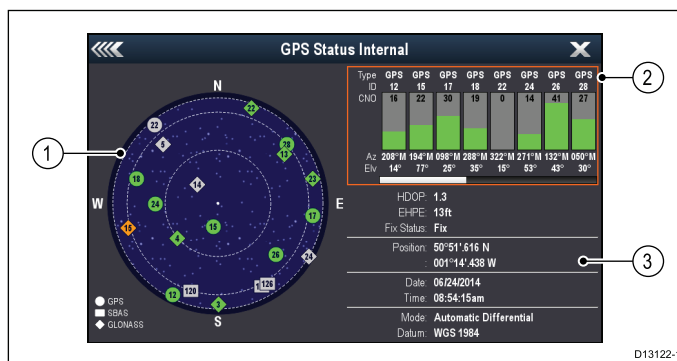 GPS Status Internal
N
W
E
S
22
22
5
28
13
18
14
23
24
17
15
15
4
26
24
120
126
12
3
GPS
SBAS
GLONASS
Type GPS GPS GPS GPS GPS GPS GPS GPS
ID 12 15 17 18 22 24 26 28
CNO 16 22 30 19 0 14 41 27
Az 208°M 194°M 098°M 288°M 322°M 271°M 132°M 050°M
Elv 14° 77° 25° 35° 15° 53° 43° 30°
HDOP: 1.3
EHPE: 13ft
Fix Status: Fix
Position: 50°51'.616 N
: 001°14'.438 W
Date: 06/24/2014
Time: 08:54:15am
Mode: Automatic Differential
Datum: WGS 1984
1
2
3